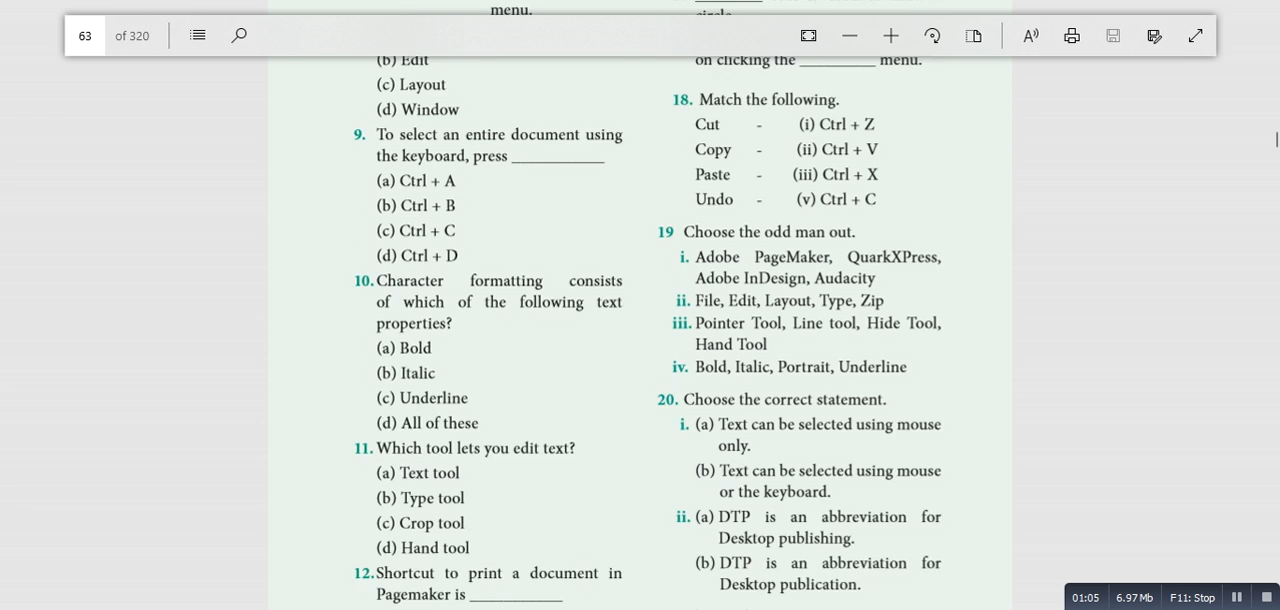 menu.
63 of 320
(b) Edit
(c) Layout
(d) Window
9. To select an entire document using
the keyboard, press ___________
(a) Ctrl + A
(b) Ctrl + B
(c) Ctrl + C
(d) Ctrl + D
10. Character formatting consists
of which of the following text
properties?
(a) Bold
(b) Italic
(c) Underline
(d) All of these
11. Which tool lets you edit text?
(a) Text tool
(b) Type tool
(c) Crop tool
(d) Hand tool
12. Shortcut to print a document in
Pagemaker is ___________
on clicking the _________ menu.
18. Match the following.
Cut - (i) Ctrl + Z
Copy - (ii) Ctrl + V
Paste - (iii) Ctrl + X
Undo - (v) Ctrl + C
19 Choose the odd man out.
i. Adobe PageMaker, QuarkXPress,
Adobe InDesign, Audacity
ii. File, Edit, Layout, Type, Zip
iii. Pointer Tool, Line tool, Hide Tool,
Hand Tool
iv. Bold, Italic, Portrait, Underline
20. Choose the correct statement.
i. (a) Text can be selected using mouse
only.
(b) Text can be selected using mouse
or the keyboard.
ii. (a) DTP is an abbreviation for
Desktop publishing.
(b) DTP is an abbreviation for
Desktop publication.
01:05 6.97 Mb F11: Stop